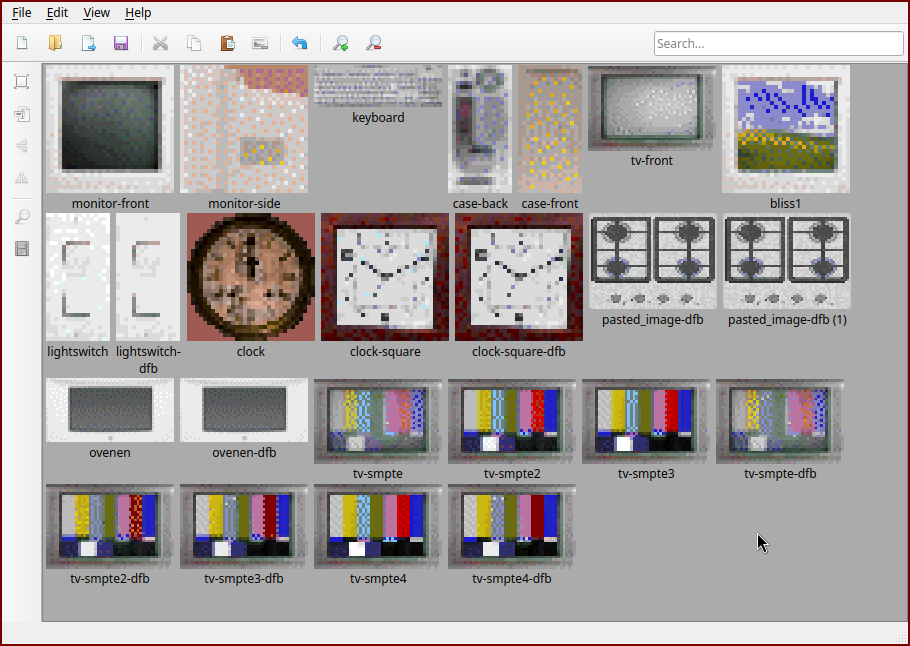 File Edit View Help
Search...
monitor-front monitor-side keyboard case-back case-front tv-front bliss1
lightswitch lightswitch-
dfb clock clock-square clock-square-dfb pasted_image-dfb pasted_image-dfb (1)
ovenen ovenen-dfb tv-smpte tv-smpte2 tv-smpte3 tv-smpte-dfb
tv-smpte2-dfb tv-smpte3-dfb tv-smpte4 tv-smpte4-dfb